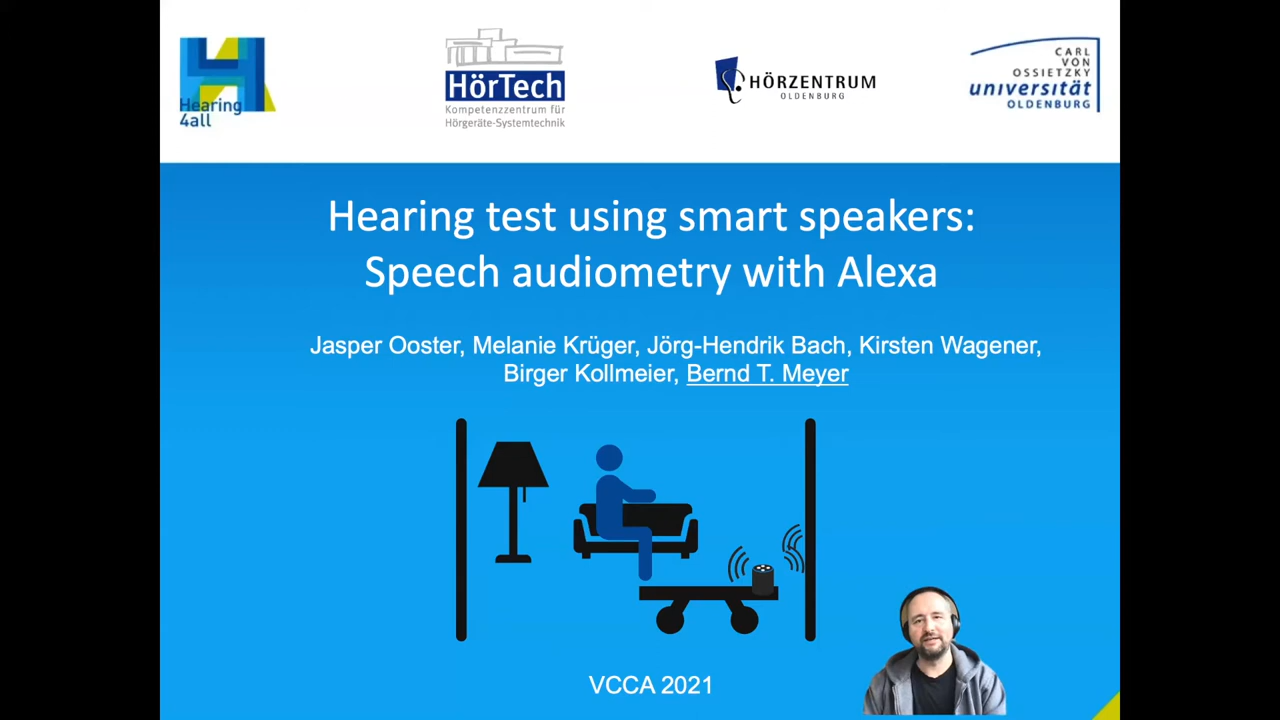 Hearing
4all
HörTech
Kompetenzzentrum für
Hörgeräte-Systemtechnik
HÖRZENTRUM
OLDENBURG
CARL
VON
OSSIETZKY
universität
OLDENBURG
Hearing test using smart speakers:
Speech audiometry with Alexa
Jasper Ooster, Melanie Krüger, Jörg-Hendrik Bach, Kirsten Wagener,
Birger Kollmeier, Bernd T. Meyer
VCCA 2021